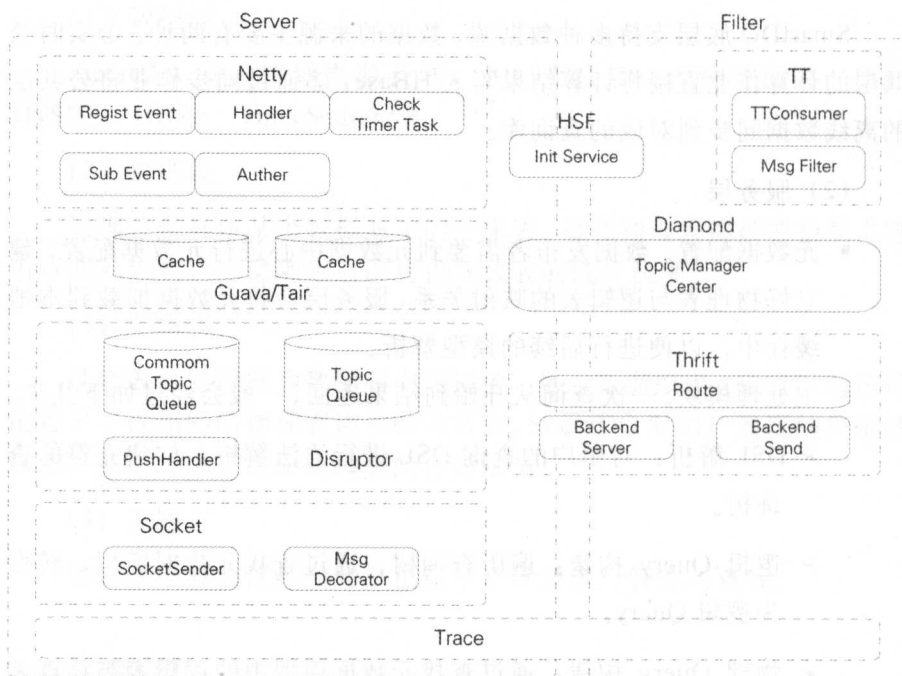 Server
Filter
Netty
Regist Event
Handler
Check
Timer Task
Sub Event
Auther
HSF
Init Service
TT
TTConsumer
Msg Filter
Cache
Cache
Guava/Tair
Diamond
Topic Manager
Center
Commom
Topic
Queue
Topic
Queue
PushHandler
Disruptor
Thrift
Route
Backend
Server
Backend
Send
Socket
SocketSender
Msg
Decorator
Trace